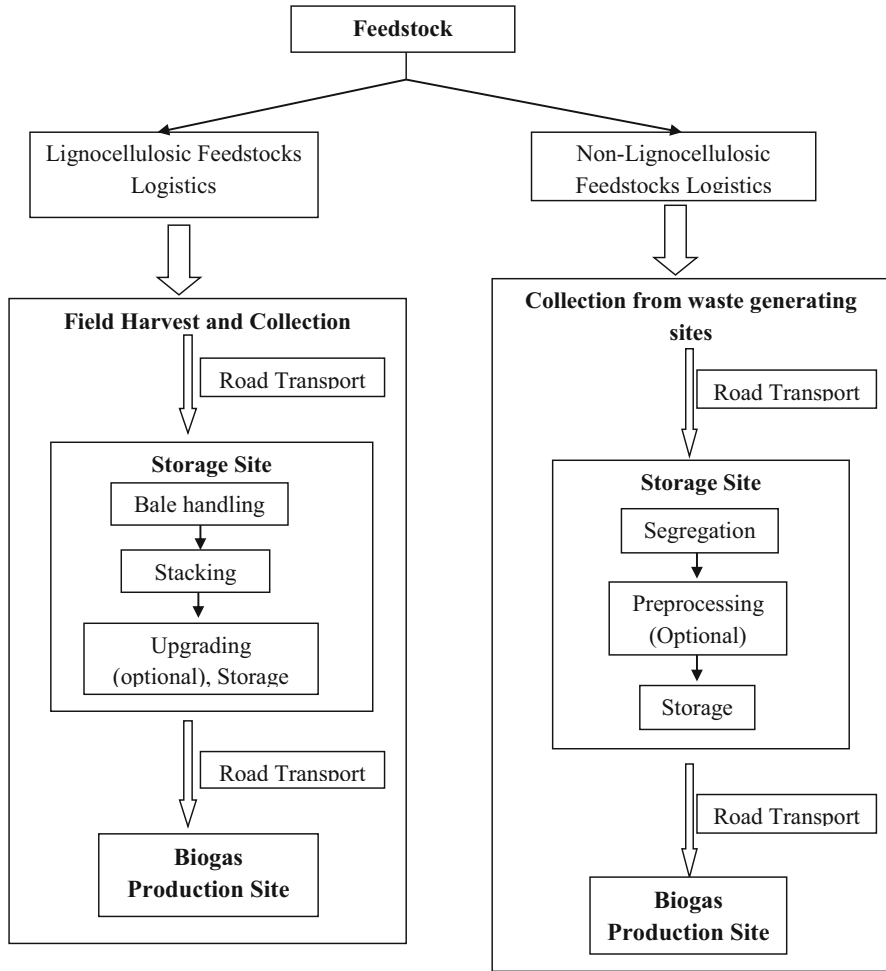 Feedstock
Lignocellulosic Feedstocks
Logistics
Non-Lignocellulosic
Feedstocks Logistics
Field Harvest and Collection
Road Transport
Storage Site
Bale handling
Stacking
Upgrading
(optional), Storage
Road Transport
Biogas
Production Site
Collection from waste generating
sites
Road Transport
Storage Site
Segregation
Preprocessing
(Optional)
Storage
Road Transport
Biogas
Production Site